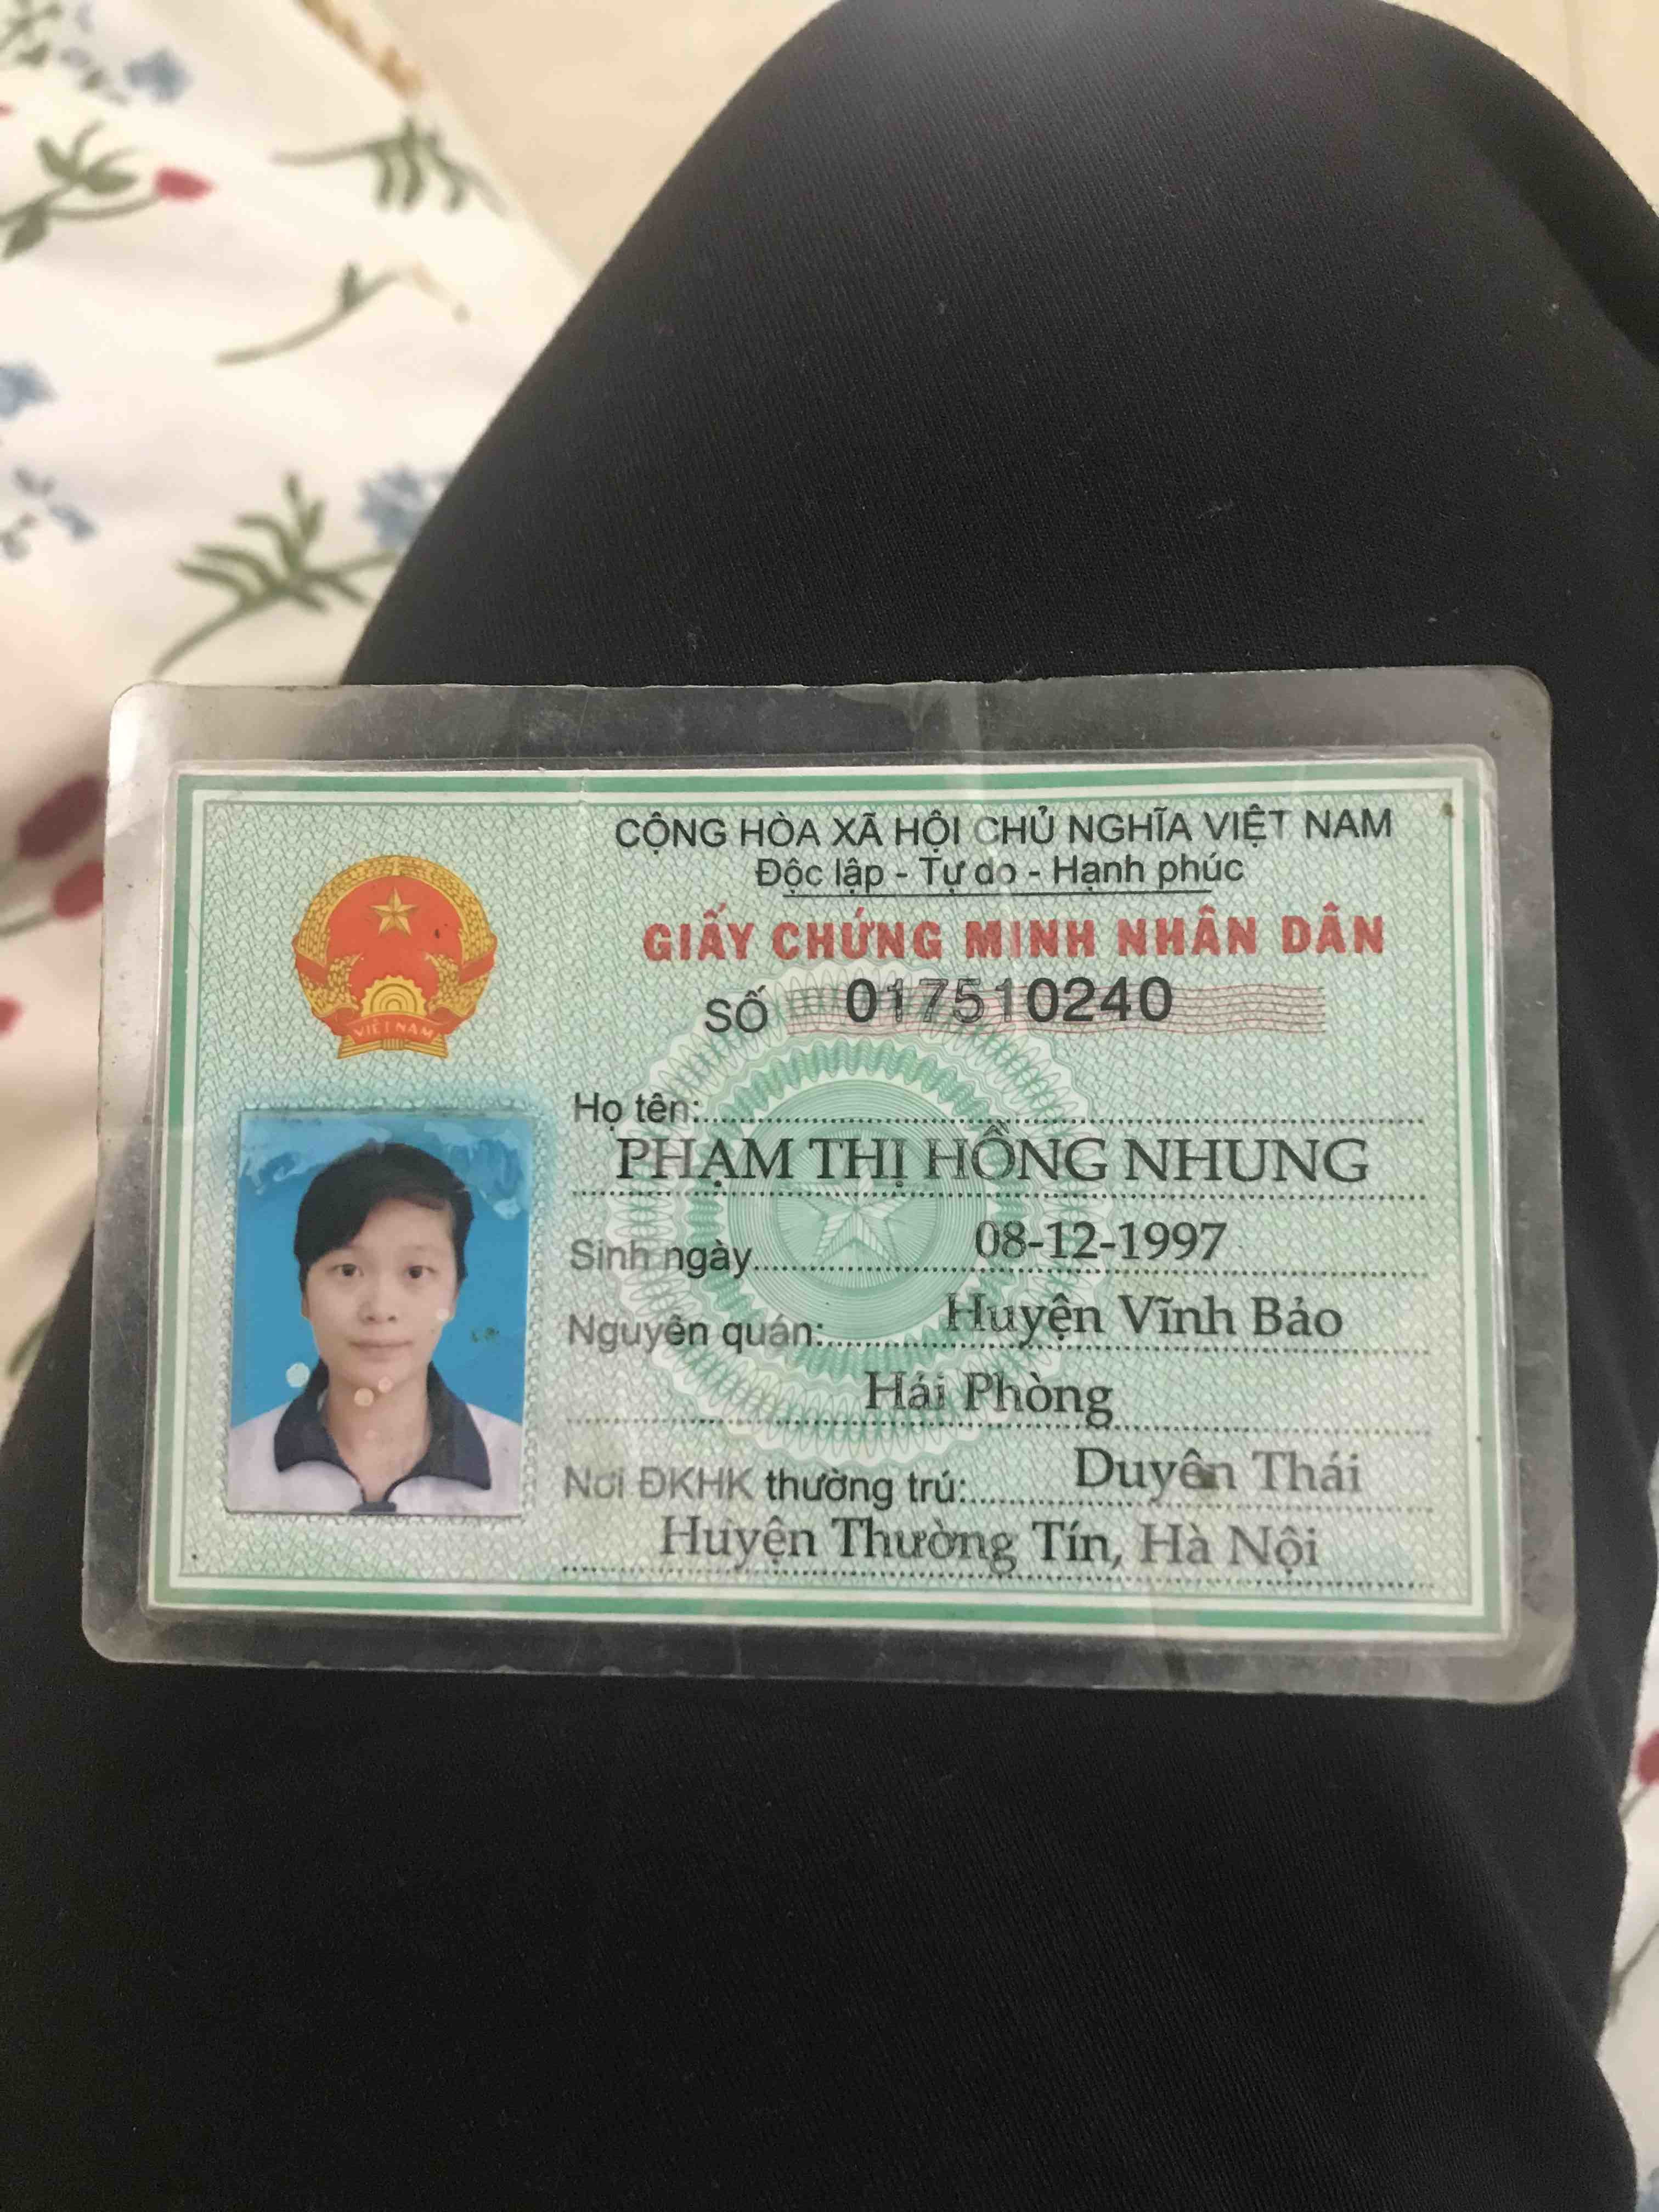 CỘNG HÒA XÃ HỘI CHỦ NGHĨA VIỆT NAM
Độc lập - Tự do - Hạnh phúc
GIẤY CHỨNG MINH NHÂN DÂN
SỐ 017510240
VIỆT NAM
Họ tên:
PHẠM THỊ HỒNG NHUNG
Sinh ngày 08-12-1997
Nguyên quán: Huyện Vĩnh Bảo
Hải Phòng
Nơi ĐKHK thường trú: Duyên Thái
Huyện Thường Tín, Hà Nội